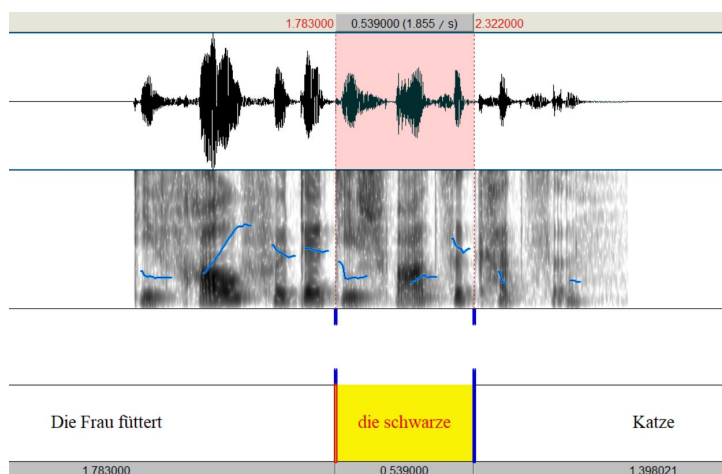 1.783000 0.539000 (1.855 / s) 2.322000
Die Frau füttert die schwarze Katze
1.783000 0.539000 1.398021